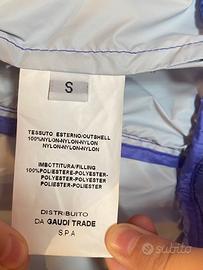 S
TESSUTO ESTERNO/OUTSHELL
100%NYLON-NYLON-NYLON
NYLON-NYLON-NYLON
IMBOTTITURA/FILLING
100%POLIESTERE-POLYESTER
POLYESTER-POLYESTER-
POLYESTER-POLIESTER
DISTRIBUITO
DA GAUDI TRADE
SPA
subito